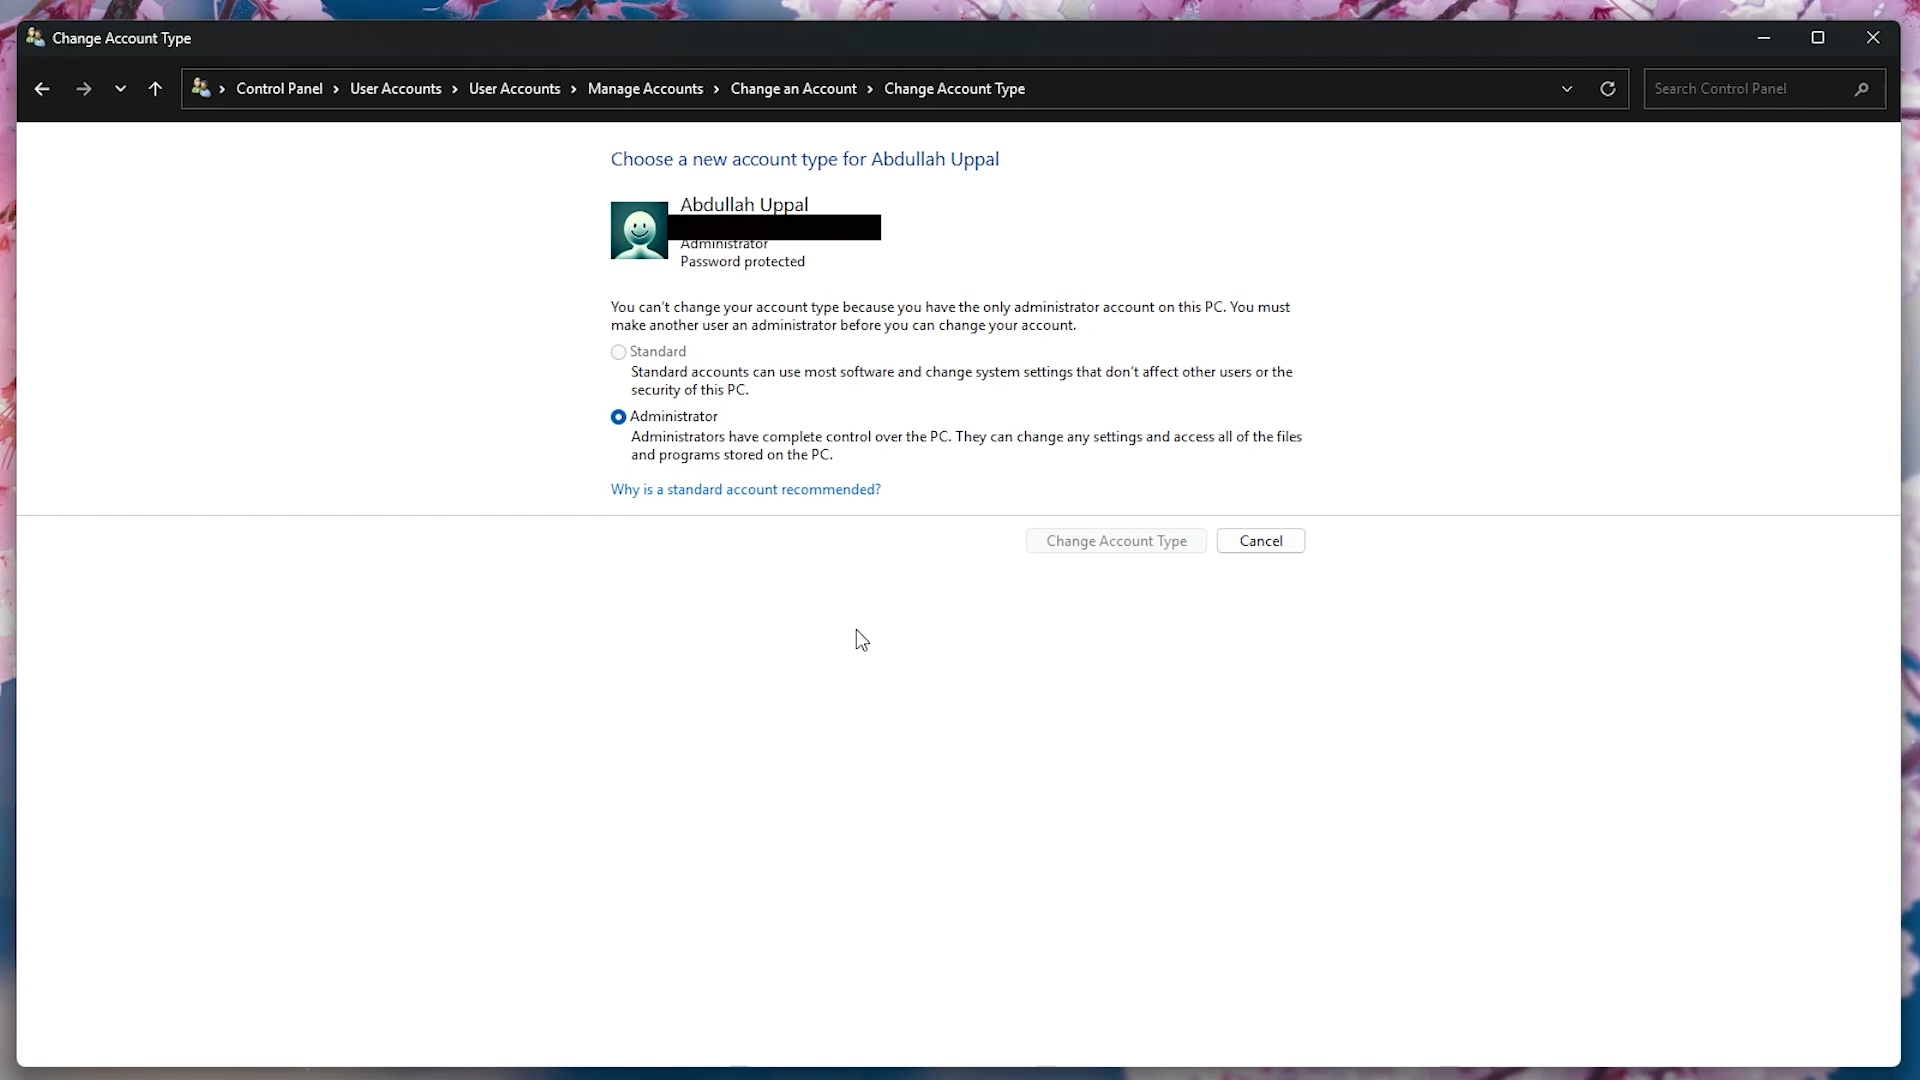 Change Account Type
Control Panel > User Accounts > User Accounts > Manage Accounts > Change an Account > Change Account Type
Search Control Panel
Choose a new account type for Abdullah Uppal
Abdullah Uppal
Administrator
Password protected
You can't change your account type because you have the only administrator account on this PC. You must
make another user an administrator before you can change your account.
Standard
Standard accounts can use most software and change system settings that don't affect other users or the
security of this PC.
Administrator
Administrators have complete control over the PC. They can change any settings and access all of the files
and programs stored on the PC.
Why is a standard account recommended?
Change Account Type
Cancel